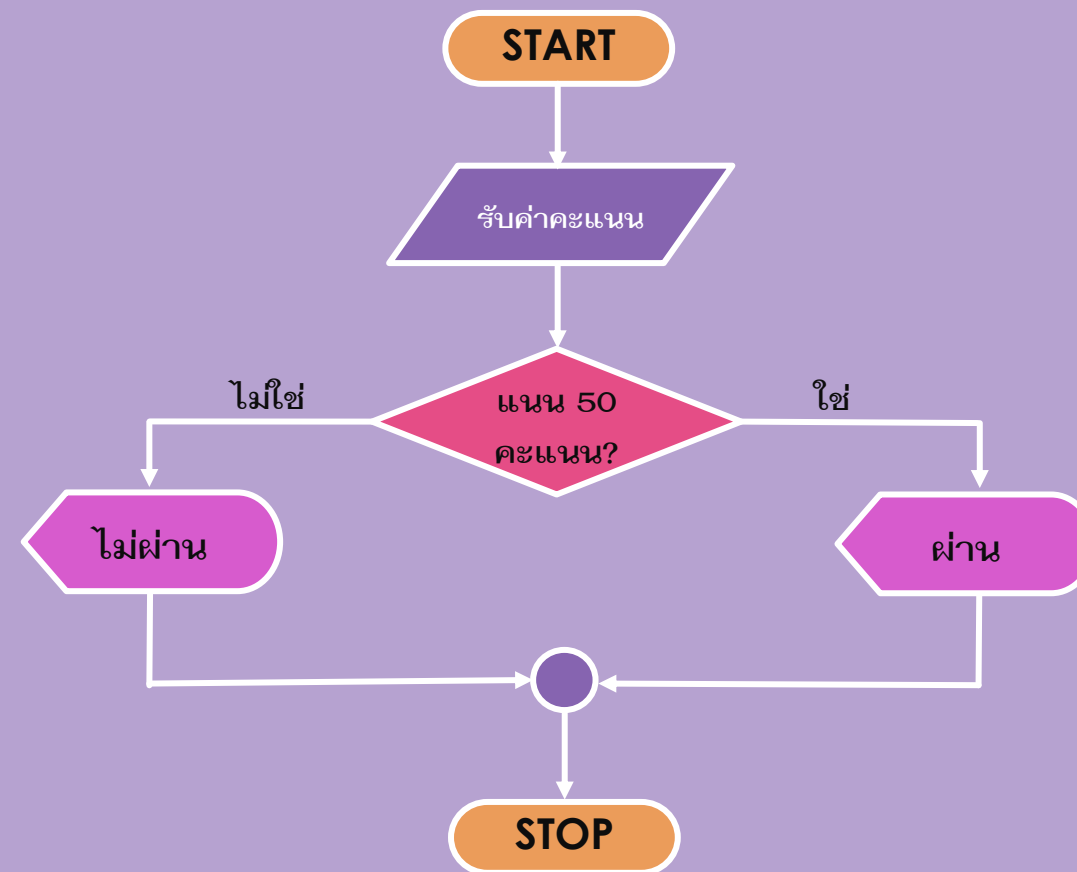 START
รับค่าคะแนน
ไม่ใช่
แนน 50
คะแนน?
ใช่
ไม่ผ่าน
ผ่าน
STOP